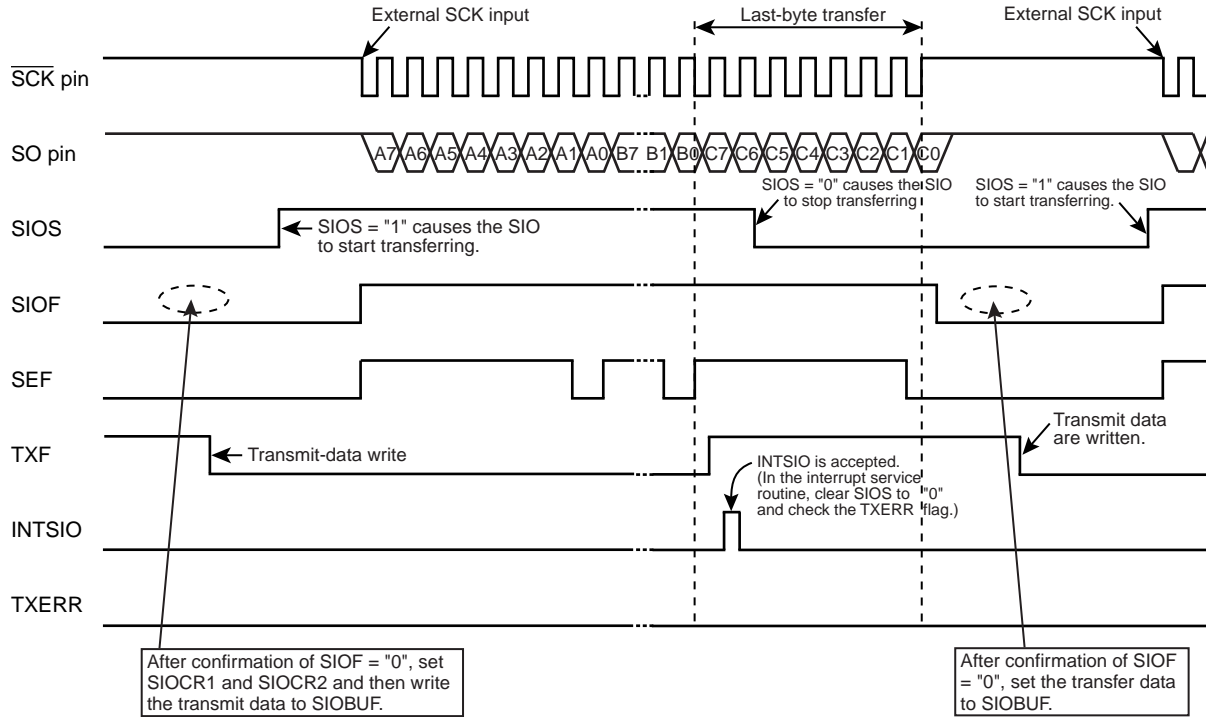 External SCK input
Last-byte transfer
External SCK input
SCK pin
SO pin
A7 A6 A5 A4 A3 A2 A1 A0 B7 B1 B0 C7 C6 C5 C4 C3 C2 C1 C0
SIOS = "0" causes the SIO
to stop transferring
SIOS = "1" causes the SIO
to start transferring.
SIOS
SIOS = "1" causes the SIO
to start transferring.
SIOF
SEF
TXF
Transmit-data write
Transmit data
are written.
INTSIO is accepted.
(In the interrupt service
routine, clear SIOS to "0"
and check the TXERR flag.)
INTSIO
TXERR
After confirmation of SIOF = "0", set
SIOCR1 and SIOCR2 and then write
the transmit data to SIOBUF.
After confirmation of SIOF
= "0", set the transfer data
to SIOBUF.